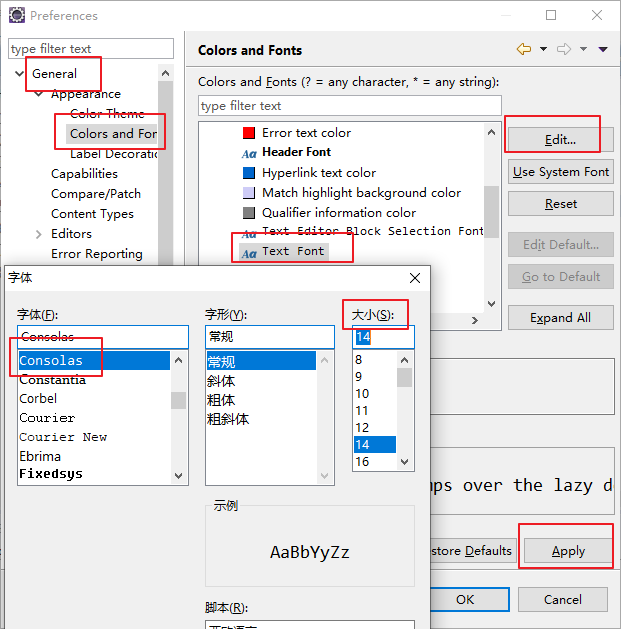 Preferences
type filter text
General
Appearance
Color Theme
Colors and Fon
Label Decoratic
Capabilities
Compare/Patch
Content Types
Editors
Error Reporting
Colors and Fonts
Colors and Fonts (? = any character, * = any string):
type filter text
Error text color
Aa Header Font
Hyperlink text color
Match highlight background color
Qualifier information color
Aa Text Editor Block Selection Font
Aa Text Font
Edit...
Use System Font
Reset
Edit Default...
Go to Default
Expand All
字体
字体(F):
Consolas
Consolas
Constantia
Corbel
Courier
Courier New
Ebrima
Fixedsys
字形(Y):
常规
常规
斜体
粗体
粗斜体
大小(S):
14
8
9
10
11
12
14
16
示例
AaBbYyZz
脚本(R):
mps over the lazy d
store Defaults
Apply
OK
Cancel